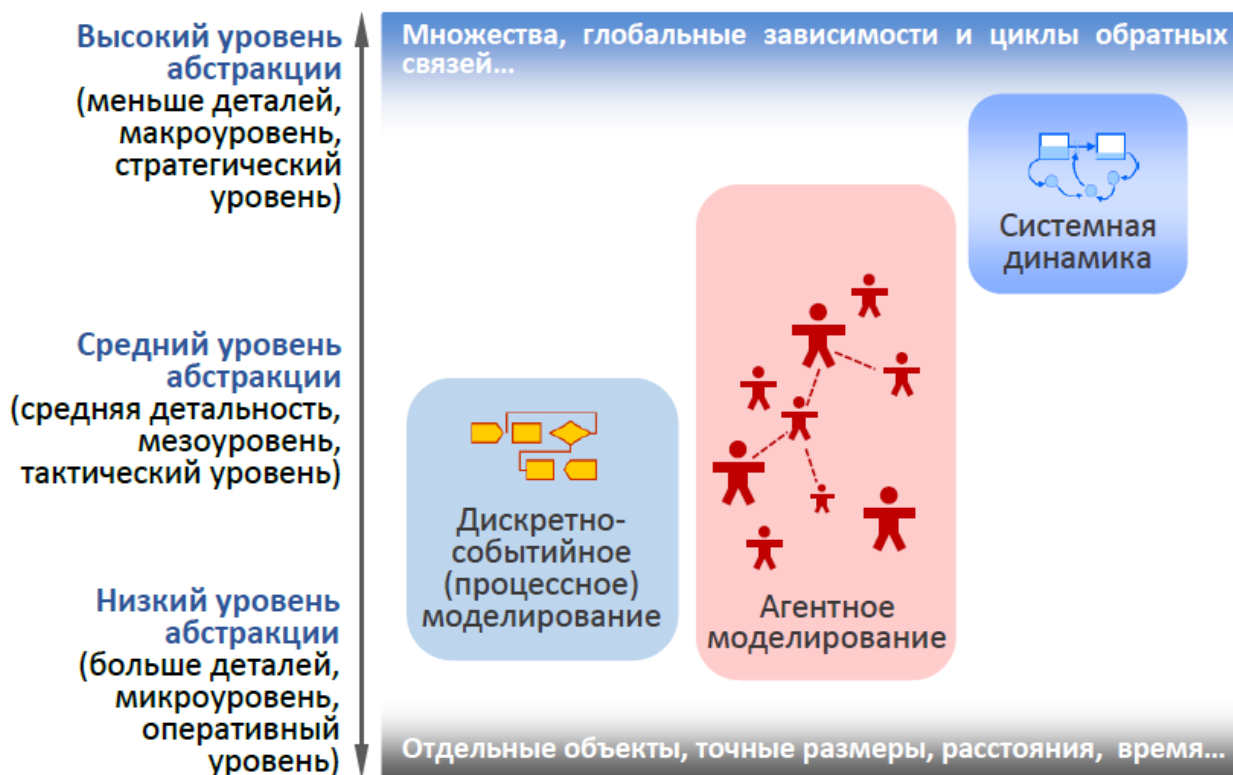 Высокий уровень
абстракции
(меньше деталей,
макроуровень,
стратегический
уровень)
Средний уровень
абстракции
(средняя детальность,
мезоуровень,
тактический уровень)
Низкий уровень
абстракции
(больше деталей,
микроуровень,
оперативный
уровень)
Множества, глобальные зависимости и циклы обратных
связей...
Системная
динамика
Дискретно-
событийное
(процессное)
моделирование
Агентное
моделирование
Отдельные объекты, точные размеры, расстояния, время...